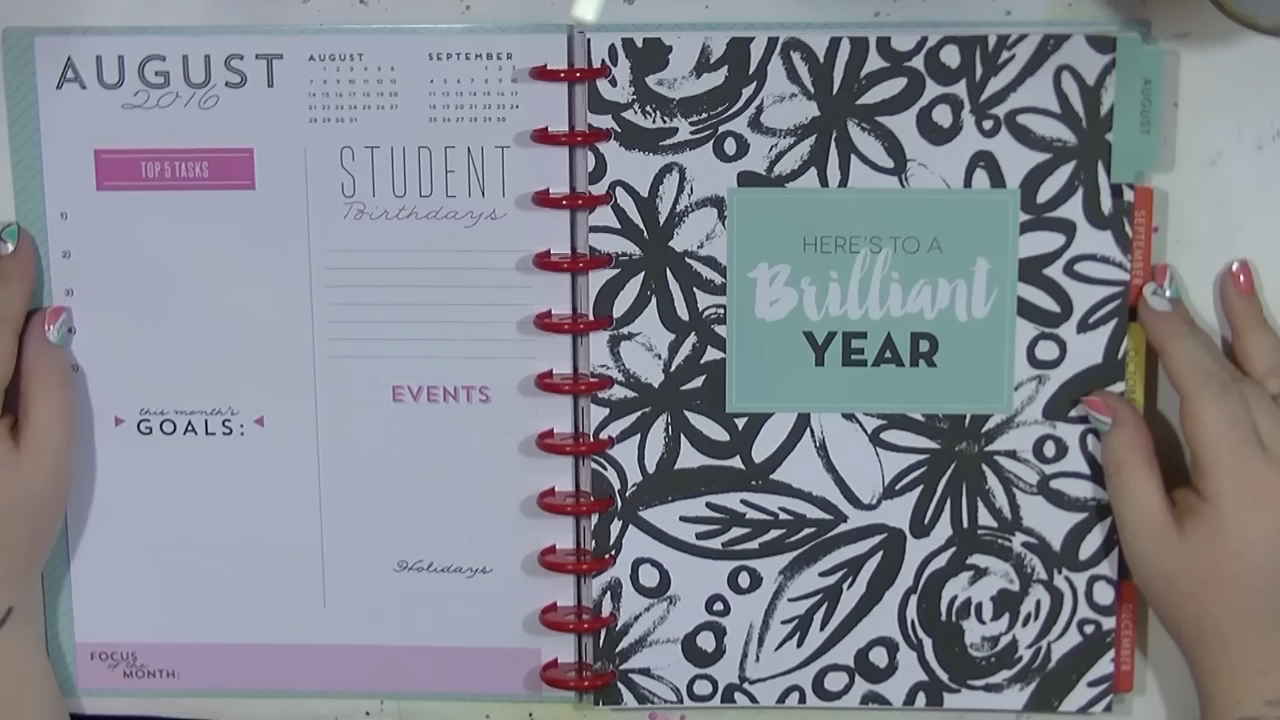 AUGUST
2016
AUGUST
1 2 3 4 5 6
7 8 9 10 11 12 13
14 15 16 17 18 19 20
21 22 23 24 25 26 27
28 29 30 31
SEPTEMBER
1 2 3
4 5 6 7 8 9 10
11 12 13 14 15 16 17
18 19 20 21 22 23 24
25 26 27 28 29 30
TOP 5 TASKS
1)
2)
3)
4)
5)
this month's
GOALS:
STUDENT
Birthdays
EVENTS
Holidays
FOCUS
of the
MONTH:
HERE'S TO A
Brilliant
YEAR
AUGUST
SEPTEMBER
DECEMBER